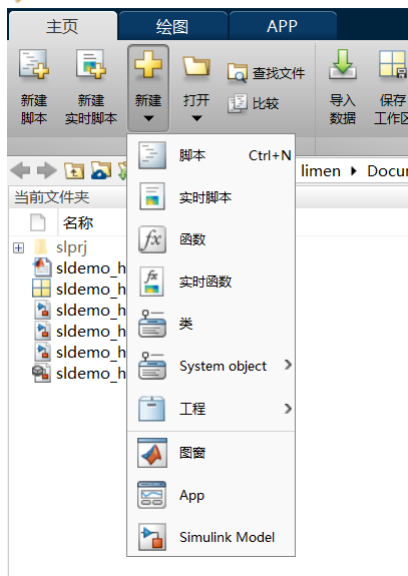 主页 绘图 APP
新建
脚本
新建
实时脚本
新建
打开
查找文件
比较
导入
数据
保存
工作区
limen Docum
当前文件夹
名称
slprj
sldemo_h
sldemo_h
sldemo_h
sldemo_h
sldemo_h
sldemo_h
脚本 Ctrl+N
实时脚本
fx 函数
fx 实时函数
类
System object
工程
图窗
App
Simulink Model